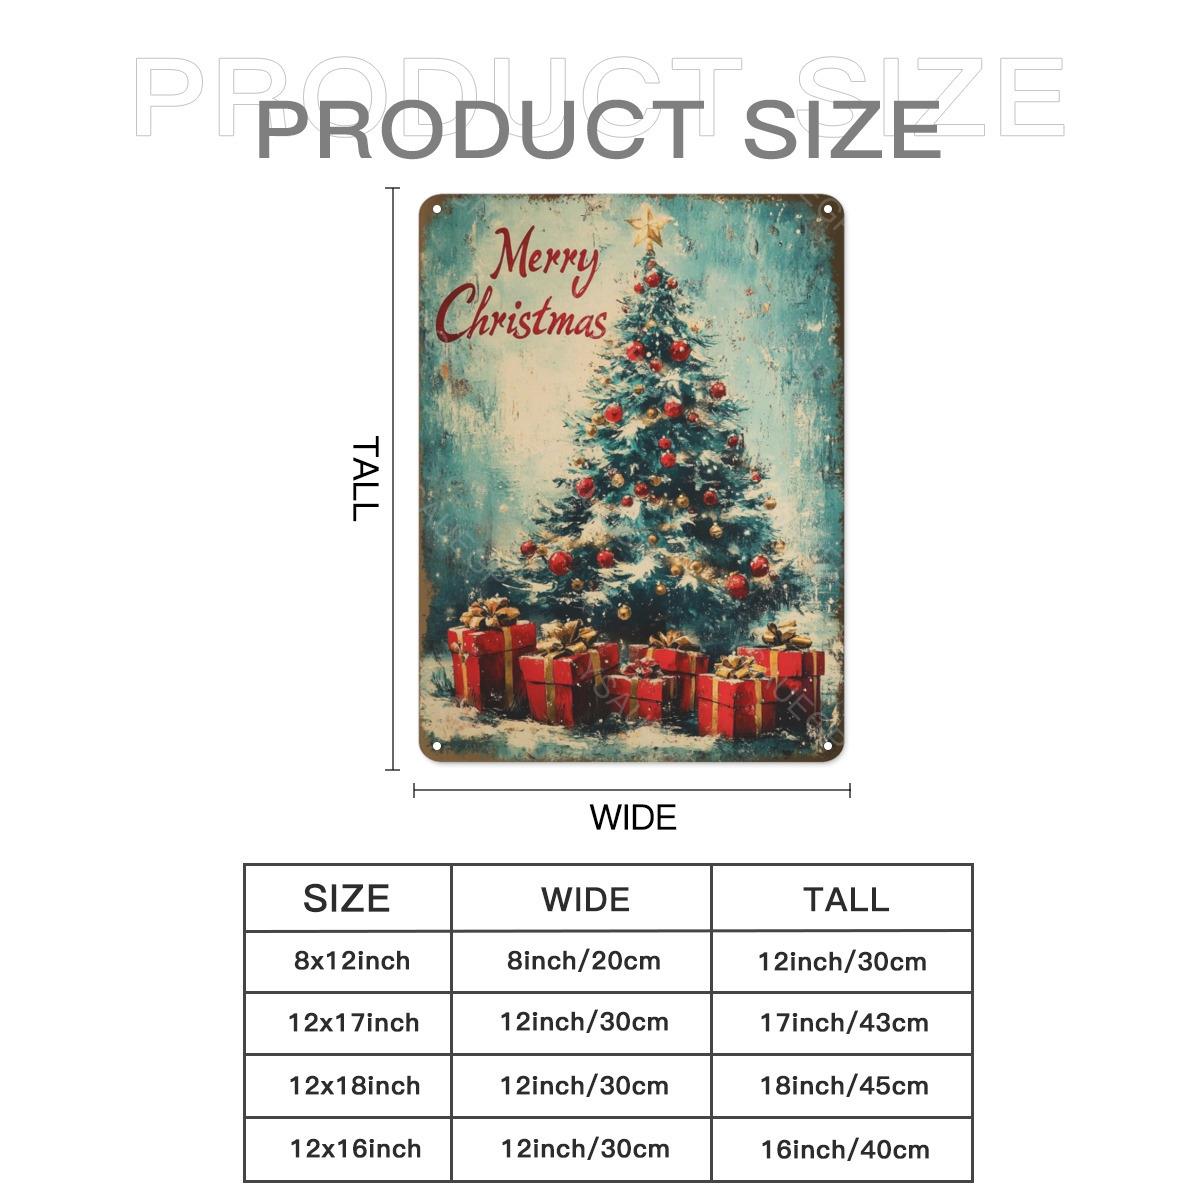 PRODUCT SIZE
PRODUCT SIZE
Merry
Christmas
TALL
WIDE
SIZE WIDE TALL
8x12inch 8inch/20cm 12inch/30cm
12x17inch 12inch/30cm 17inch/43cm
12x18inch 12inch/30cm 18inch/45cm
12x16inch 12inch/30cm 16inch/40cm